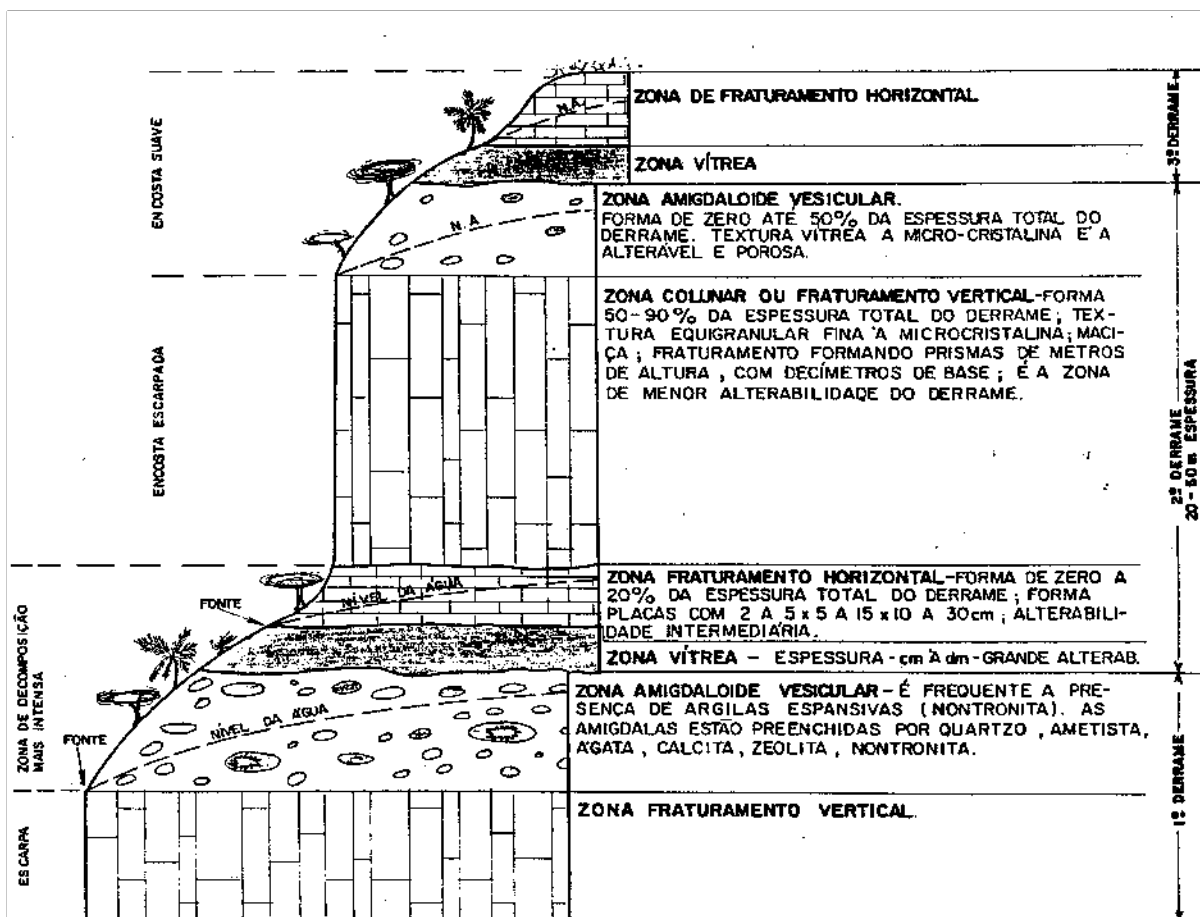 ENCOSTA SUAVE
N.A.
ZONA DE FRATURAMENTO HORIZONTAL
3º DERRAME
ZONA VÍTREA
N.A
ZONA AMIGDALOIDE VESICULAR.
FORMA DE ZERO ATÉ 50% DA ESPESSURA TOTAL DO
DERRAME. TEXTURA VÍTREA A MICRO-CRISTALINA E A
ALTERÁVEL E POROSA.
ENCOSTA ESCARPADA
ZONA COLUNAR OU FRATURAMENTO VERTICAL-FORMA
50-90% DA ESPESSURA TOTAL DO DERRAME; TEX-
TURA EQUIGRANULAR FINA À MICROCRISTALINA; MACI-
ÇA; FRATURAMENTO FORMANDO PRISMAS DE METROS
DE ALTURA, COM DECÍMETROS DE BASE; É A ZONA
DE MENOR ALTERABILIDADE DO DERRAME.
2º DERRAME
20-50m ESPESSURA
FONTE
NÍVEL DA ÁGUA
ZONA FRATURAMENTO HORIZONTAL-FORMA DE ZERO A
20% DA ESPESSURA TOTAL DO DERRAME; FORMA
PLACAS COM 2 A 5 x 5 A 15 x 10 A 30cm; ALTERABILI-
DADE INTERMEDIÁRIA.
ZONA VÍTREA - ESPESSURA-cm À dm-GRANDE ALTERAB.
ZONA DE DECOMPOSIÇÃO
MAIS INTENSA
FONTE
NÍVEL DA ÁGUA
ZONA AMIGDALOIDE VESICULAR-É FREQUENTE A PRE-
SENCA DE ARGILAS ESPANSIVAS (NONTRONITA). AS
AMIGDALAS ESTÃO PREENCHIDAS POR QUARTZO, AMETISTA,
ÁGATA, CALCITA, ZEOLITA, NONTRONITA.
1º DERRAME
ESCARPA
ZONA FRATURAMENTO VERTICAL.